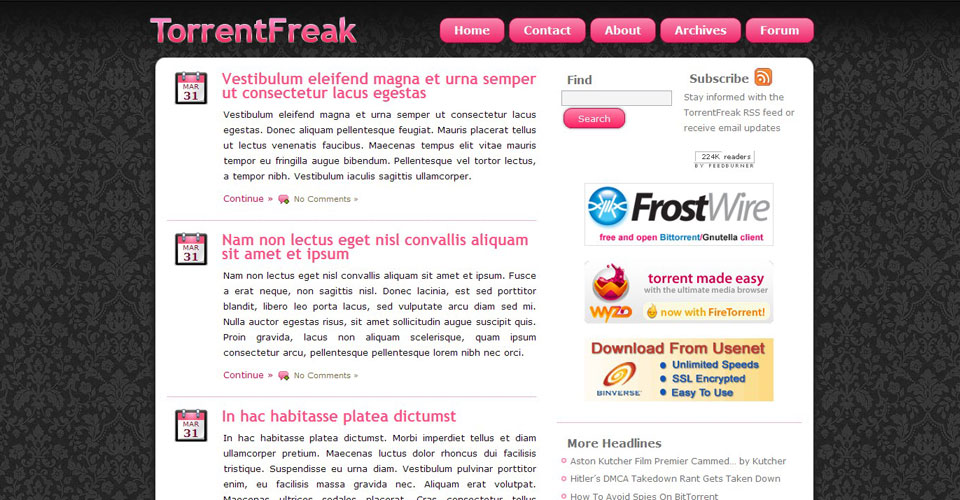 TorrentFreak
Home
Contact
About
Archives
Forum
MAR
31
Vestibulum eleifend magna et urna semper
ut consectetur lacus egestas
Vestibulum eleifend magna et urna semper ut consectetur lacus
egestas. Donec aliquam pellentesque feugiat. Mauris placerat tellus
ut lectus venenatis faucibus. Maecenas tempus elit vitae mauris
tempor eu fringilla augue bibendum. Pellentesque vel tortor lectus,
a tempor nibh. Vestibulum iaculis sagittis ullamcorper.
Continue » No Comments »
MAR
31
Nam non lectus eget nisl convallis aliquam
sit amet et ipsum
Nam non lectus eget nisl convallis aliquam sit amet et ipsum. Fusce
a erat neque, non sagittis nisl. Donec lacinia, est sed porttitor
blandit, libero leo porta lacus, sed vulputate arcu diam sed mi.
Nulla auctor egestas risus, sit amet sollicitudin augue suscipit quis.
Proin gravida, lacus non aliquam scelerisque, quam ipsum
consectetur arcu, pellentesque pellentesque lorem nibh nec orci.
Continue » No Comments »
MAR
31
In hac habitasse platea dictumst
In hac habitasse platea dictumst. Morbi imperdiet tellus et diam
ullamcorper pretium. Maecenas luctus dolor rhoncus dui facilisis
tristique. Suspendisse eu urna diam. Vestibulum pulvinar porttitor
enim, eu facilisis massa gravida nec. Aliquam erat volutpat.
Maecenas ultrices sodales placerat. Cras consectetur tellus
Find
Search
Subscribe
Stay informed with the
TorrentFreak RSS feed or
receive email updates
224K readers
BY FEEDBURNER
FrostWire
free and open Bittorrent/Gnutella client
WYZO
torrent made easy
with the ultimate media browser
now with FireTorrent!
Download From Usenet
BINVERSE
Unlimited Speeds
SSL Encrypted
Easy To Use
More Headlines
Aston Kutcher Film Premier Cammed... by Kutcher
Hitler's DMCA Takedown Rant Gets Taken Down
How To Avoid Spies On BitTorrent